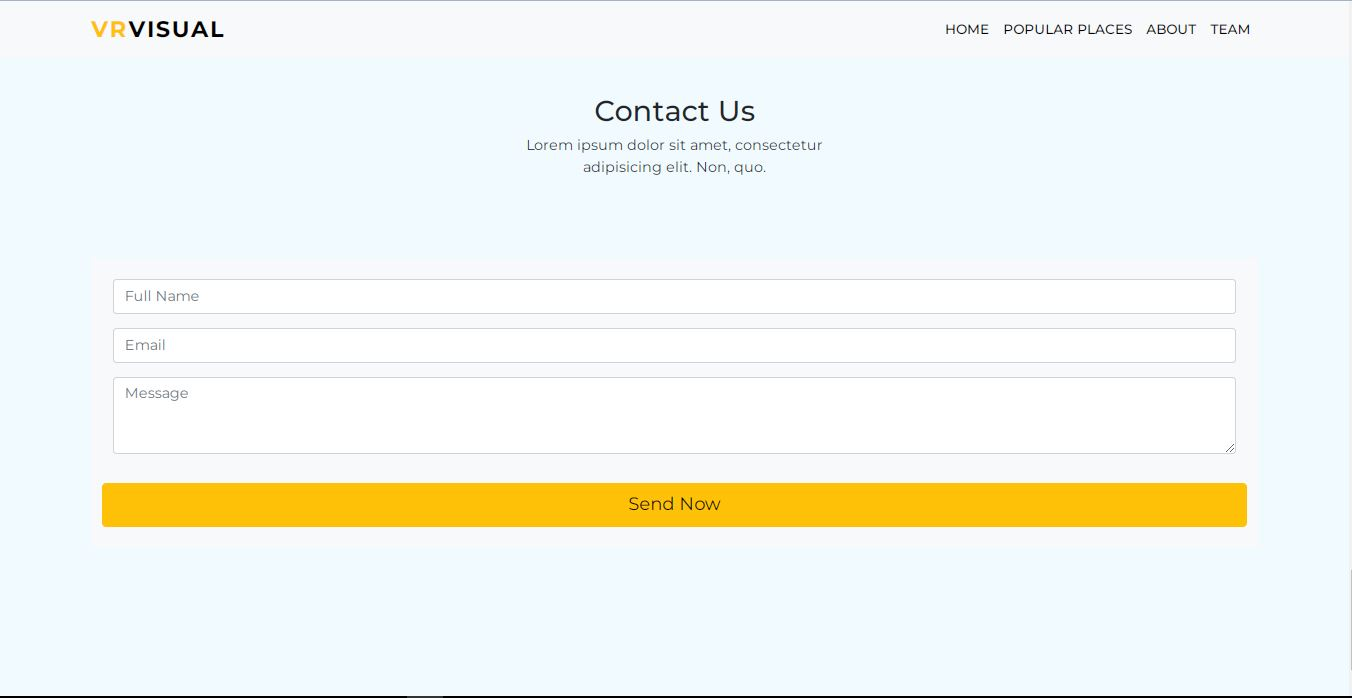 VRVISUAL
HOME POPULAR PLACES ABOUT TEAM
Contact Us
Lorem ipsum dolor sit amet, consectetur
adipisicing elit. Non, quo.
Full Name
Email
Message
Send Now